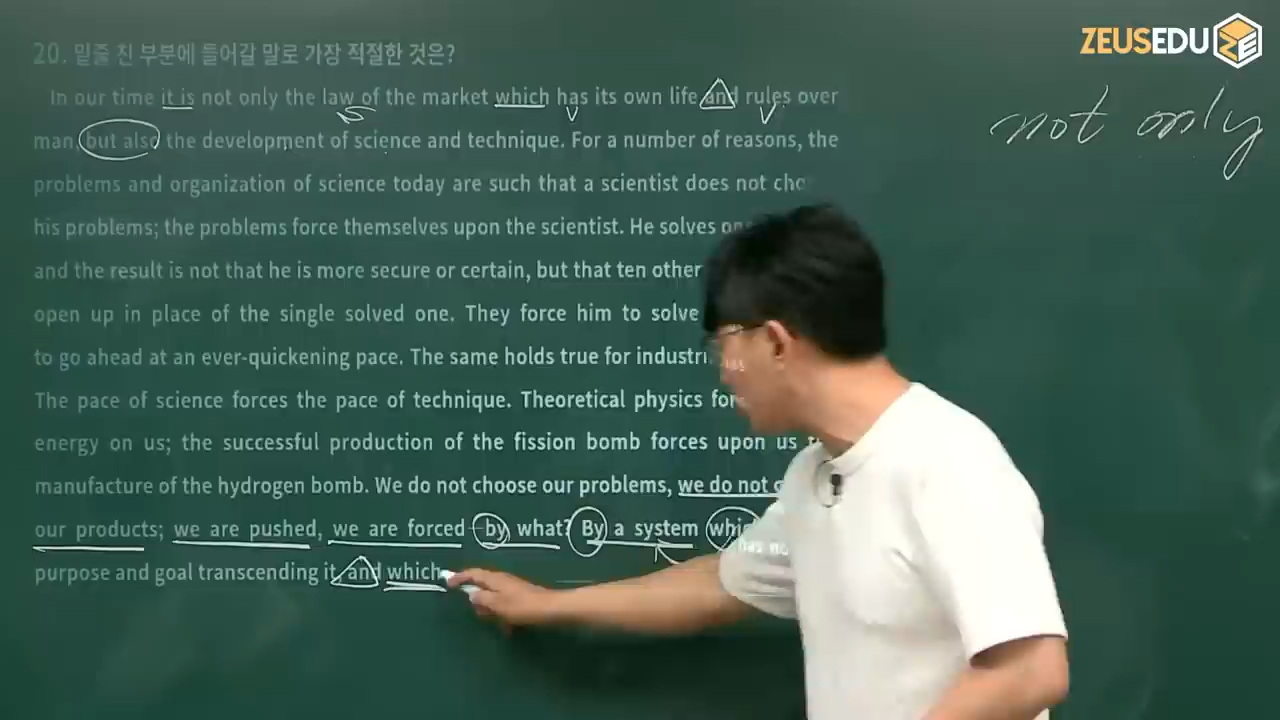 ZEUSEDU
20. 밑줄 친 부분에 들어갈 말로 가장 적절한 것은?
not only
In our time it is not only the law of the market which has its own life and rules over
man, but also the development of science and technique. For a number of reasons, the
problems and organization of science today are such that a scientist does not
his problems; the problems force themselves upon the scientist. He solves
and the result is not that he is more secure or certain, but that ten other
open up in place of the single solved one. They force him to solve
to go ahead at an ever-quickening pace. The same holds true for
The pace of science forces the pace of technique. Theoretical physics
energy on us; the successful production of the fission bomb forces upon us
manufacture of the hydrogen bomb. We do not choose our problems, we do not
our products; we are pushed, we are forced by what? By a system
purpose and goal transcending it, and which